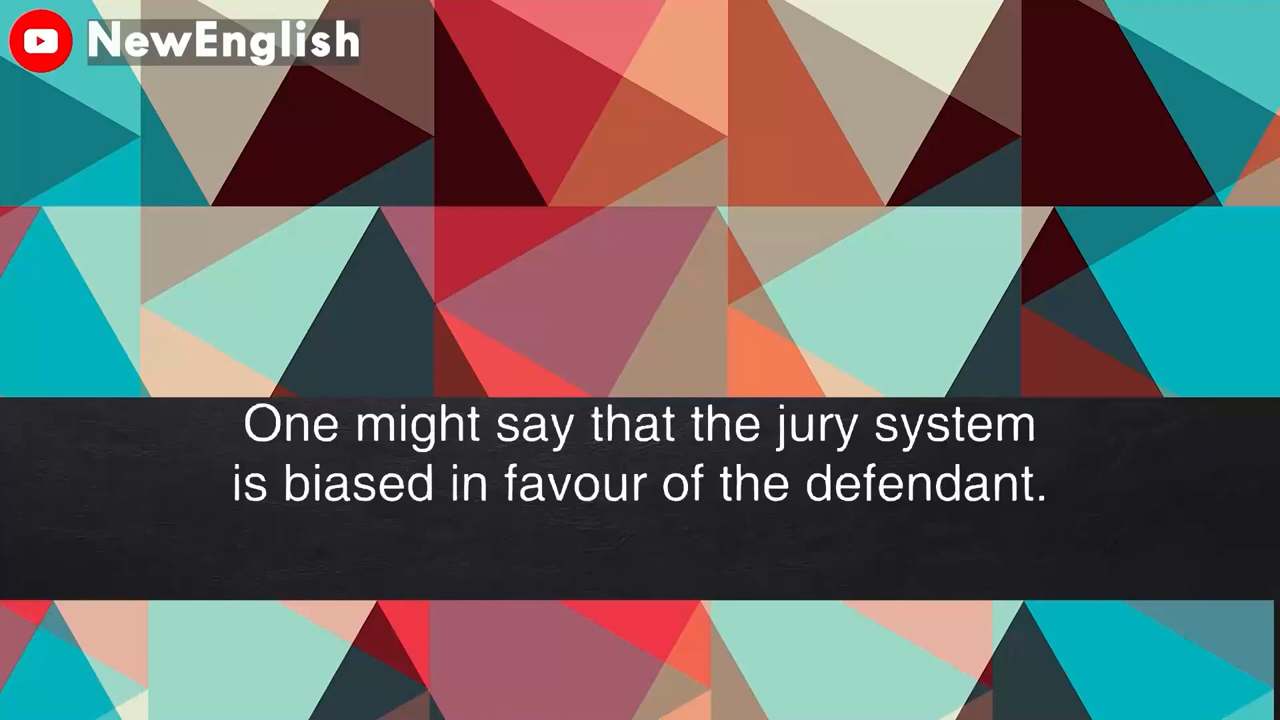 NewEnglish
One might say that the jury system
is biased in favour of the defendant.